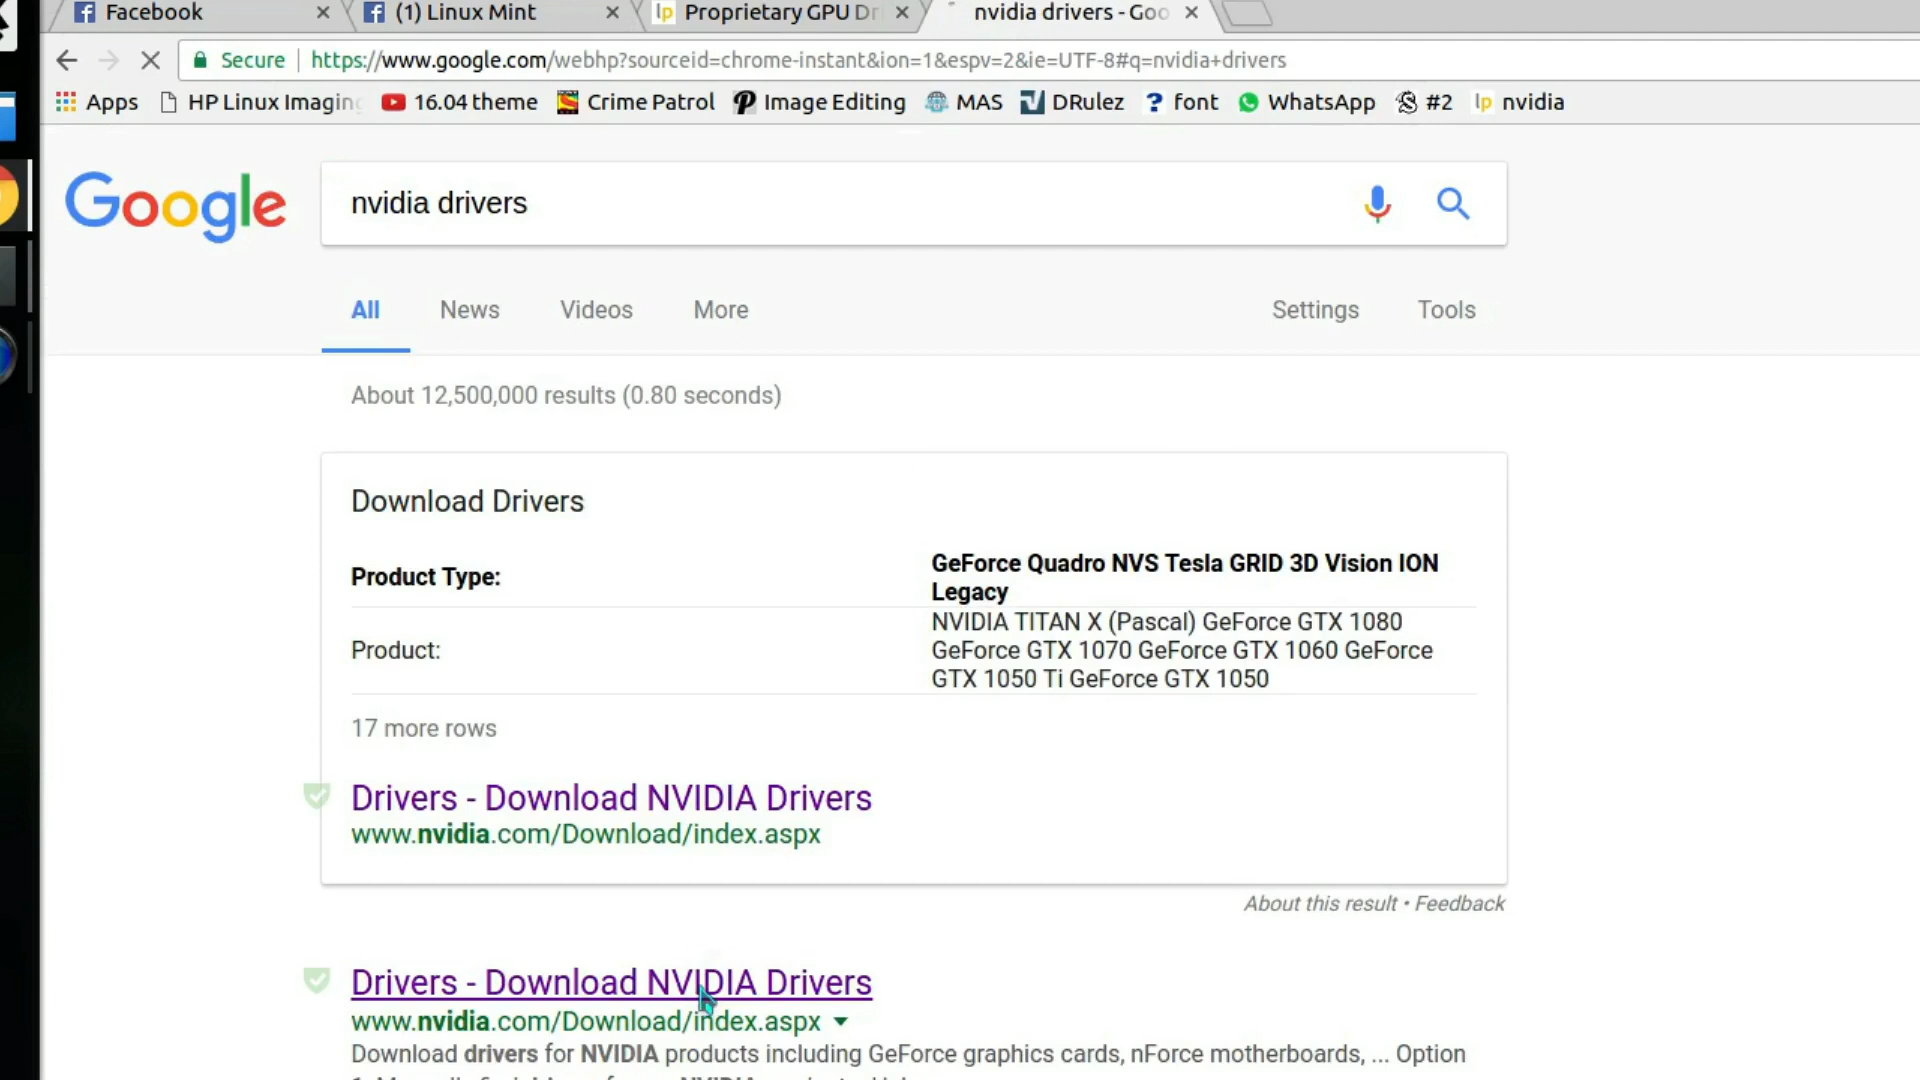 Facebook
(1) Linux Mint
lp Proprietary GPU Dr
nvidia drivers - Goo
Secure https://www.google.com/webhp?sourceid=chrome-instant&ion=1&espv=2&ie=UTF-8#q=nvidia+drivers
Apps HP Linux Imaging 16.04 theme Crime Patrol Image Editing MAS DRulez ? font WhatsApp #2 lp nvidia
Google
nvidia drivers
All News Videos More Settings Tools
About 12,500,000 results (0.80 seconds)
Download Drivers
Product Type:
GeForce Quadro NVS Tesla GRID 3D Vision ION
Legacy
Product:
NVIDIA TITAN X (Pascal) GeForce GTX 1080
GeForce GTX 1070 GeForce GTX 1060 GeForce
GTX 1050 Ti GeForce GTX 1050
17 more rows
Drivers - Download NVIDIA Drivers
www.nvidia.com/Download/index.aspx
About this result • Feedback
Drivers - Download NVIDIA Drivers
www.nvidia.com/Download/index.aspx
Download drivers for NVIDIA products including GeForce graphics cards, nForce motherboards, ... Option